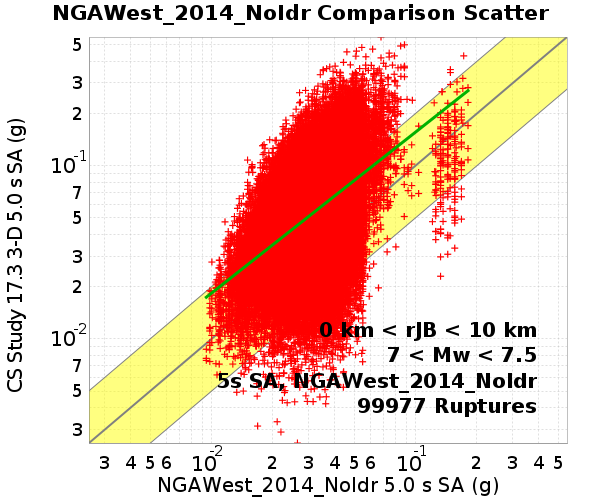 NGAWest_2014_NoIdr Comparison Scatter
CS Study 17.3 3-D 5.0 s SA (g)
5
3
2
10-1
7
5
3
2
10-2
7
5
3
0 km < rJB < 10 km
7 < Mw < 7.5
5s SA, NGAWest_2014_NoIdr
99977 Ruptures
3 4 5 6 10-2 2 3 4 5 6 10-1 2 3 4 5
NGAWest_2014_NoIdr 5.0 s SA (g)